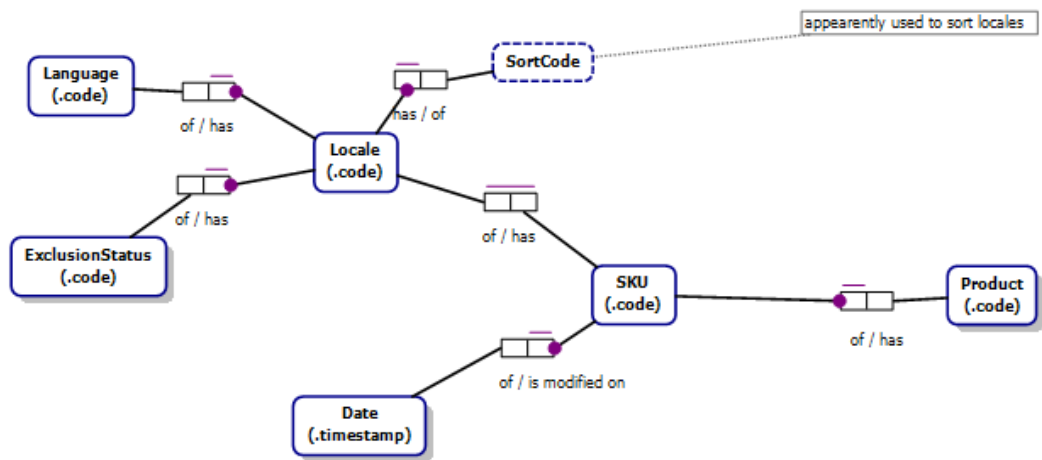 appearently used to sort locales
Language
(.code)
SortCode
of / has
has / of
Locale
(.code)
of / has
ExclusionStatus
(.code)
of / has
SKU
(.code)
Product
(.code)
of / has
of / is modified on
Date
(.timestamp)